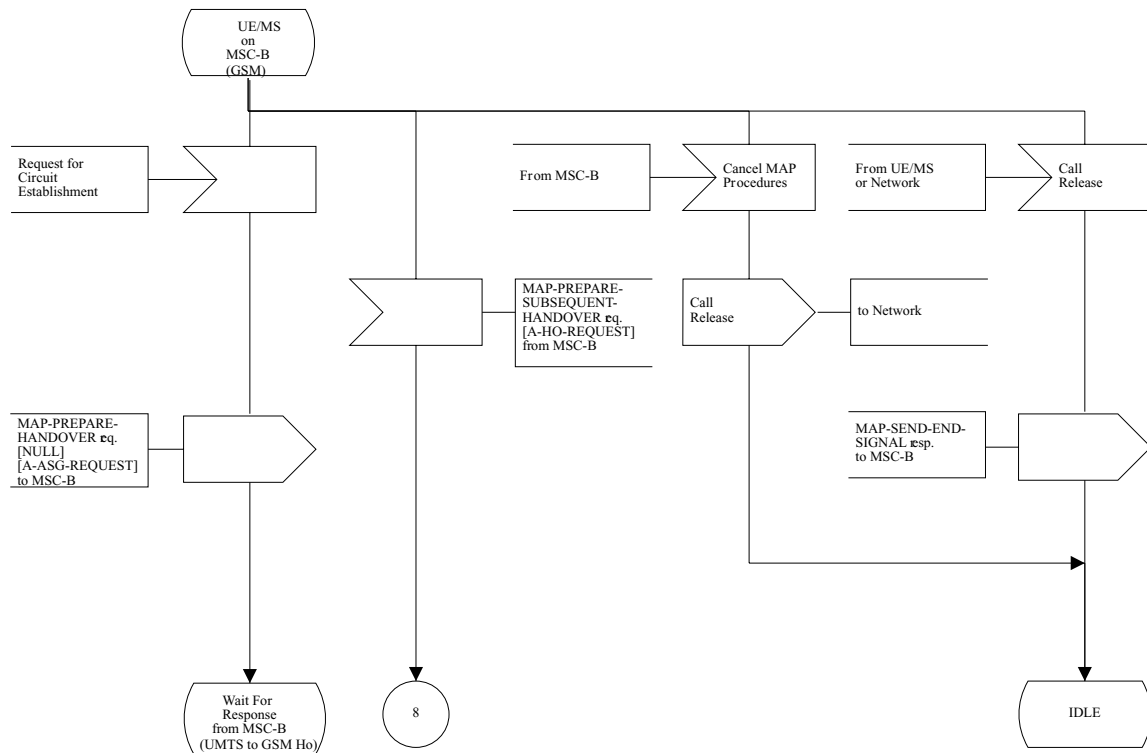 UE/MS
on
MSC-B
(GSM)
Request for
Circuit
Establishment
From MSC-B
Cancel MAP
Procedures
From UE/MS
or Network
Call
Release
MAP-PREPARE-
SUBSEQUENT-
HANDOVER req.
[A-HO-REQUEST]
from MSC-B
Call
Release
to Network
MAP-PREPARE-
HANDOVER req.
[NULL]
[A-ASG-REQUEST]
to MSC-B
MAP-SEND-END-
SIGNAL resp.
to MSC-B
Wait For
Response
from MSC-B
(UMTS to GSM Ho)
8
IDLE